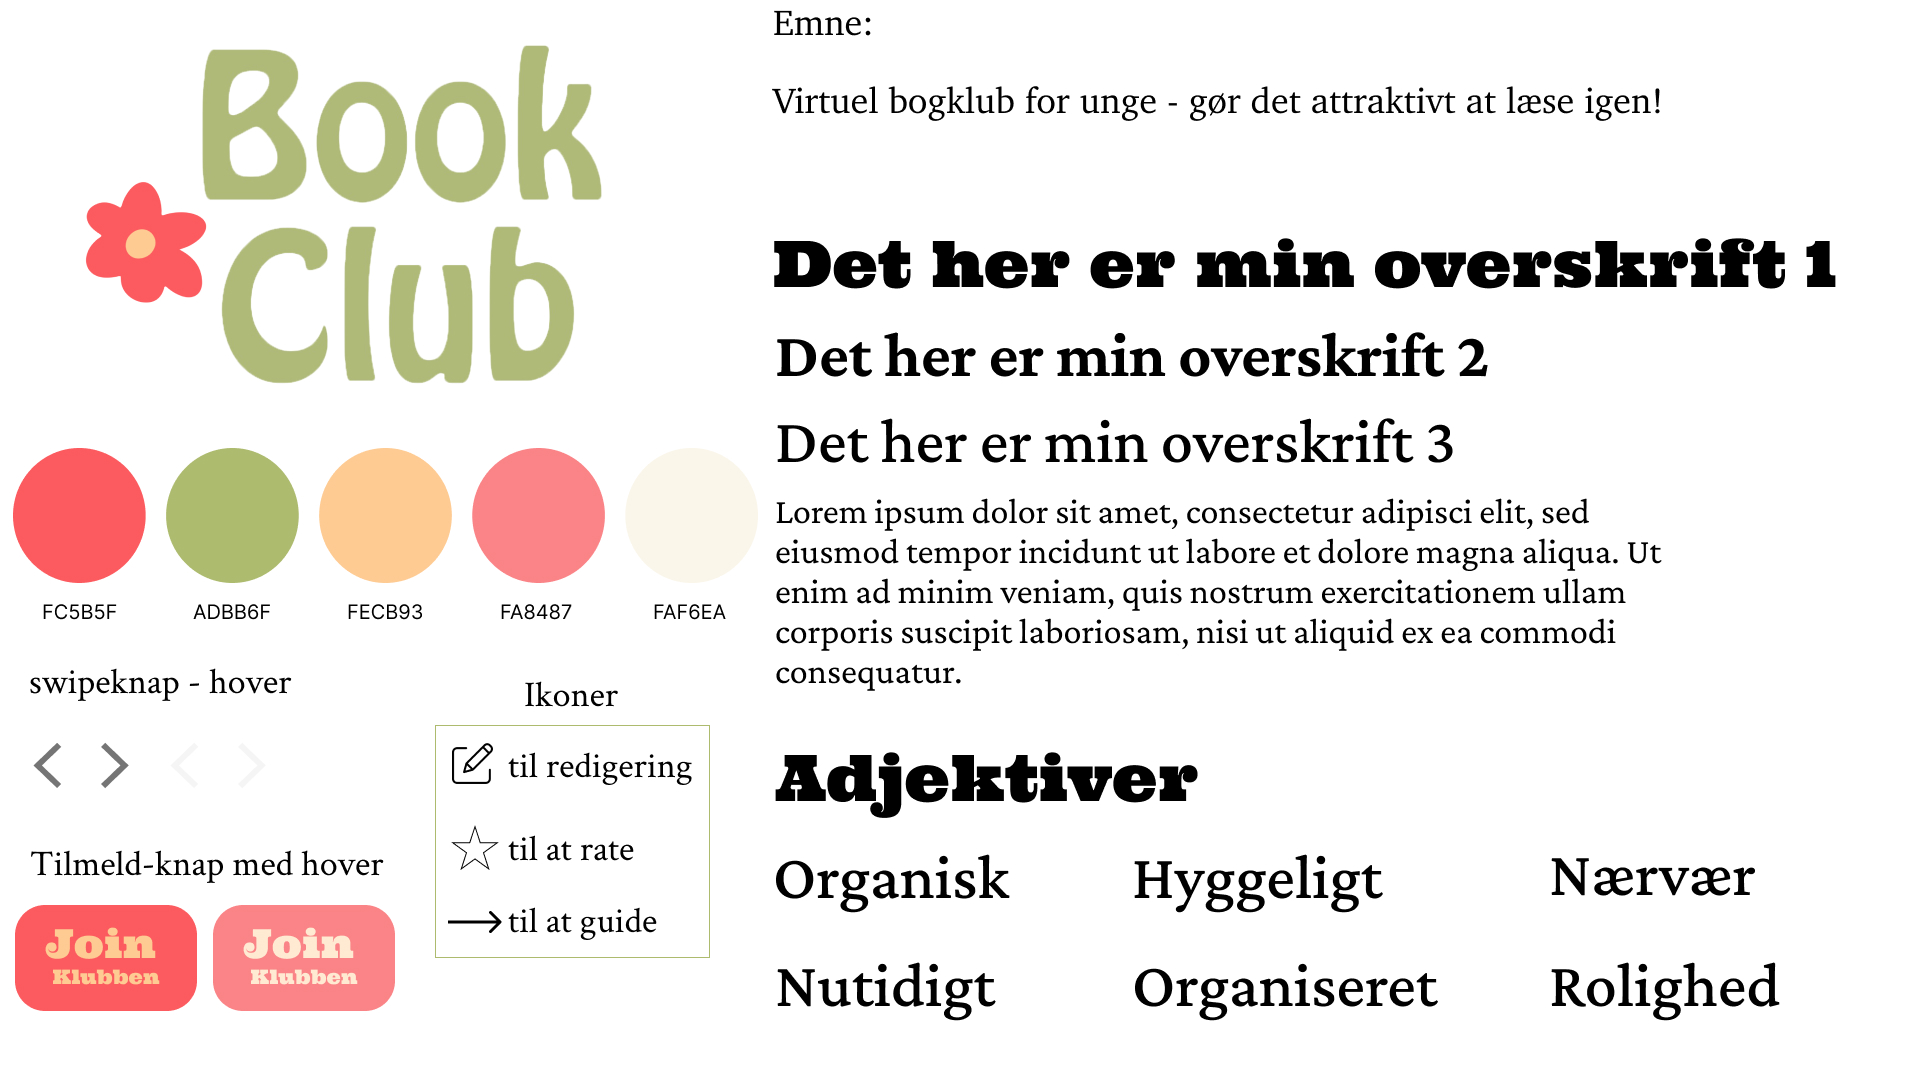 Book
Club
FC5B5F
ADBB6F
FECB93
FA8487
FAF6EA
swipeknap - hover
Tilmeld-knap med hover
Join
Klubben
Join
Klubben
Ikoner
til redigering
til at rate
til at guide
Emne:
Virtuel bogklub for unge - gør det attraktivt at læse igen!
Det her er min overskrift 1
Det her er min overskrift 2
Det her er min overskrift 3
Lorem ipsum dolor sit amet, consectetur adipisci elit, sed
eiusmod tempor incidunt ut labore et dolore magna aliqua. Ut
enim ad minim veniam, quis nostrum exercitationem ullam
corporis suscipit laboriosam, nisi ut aliquid ex ea commodi
consequatur.
Adjektiver
Organisk
Hyggeligt
Nærvær
Nutidigt
Organiseret
Rolighed